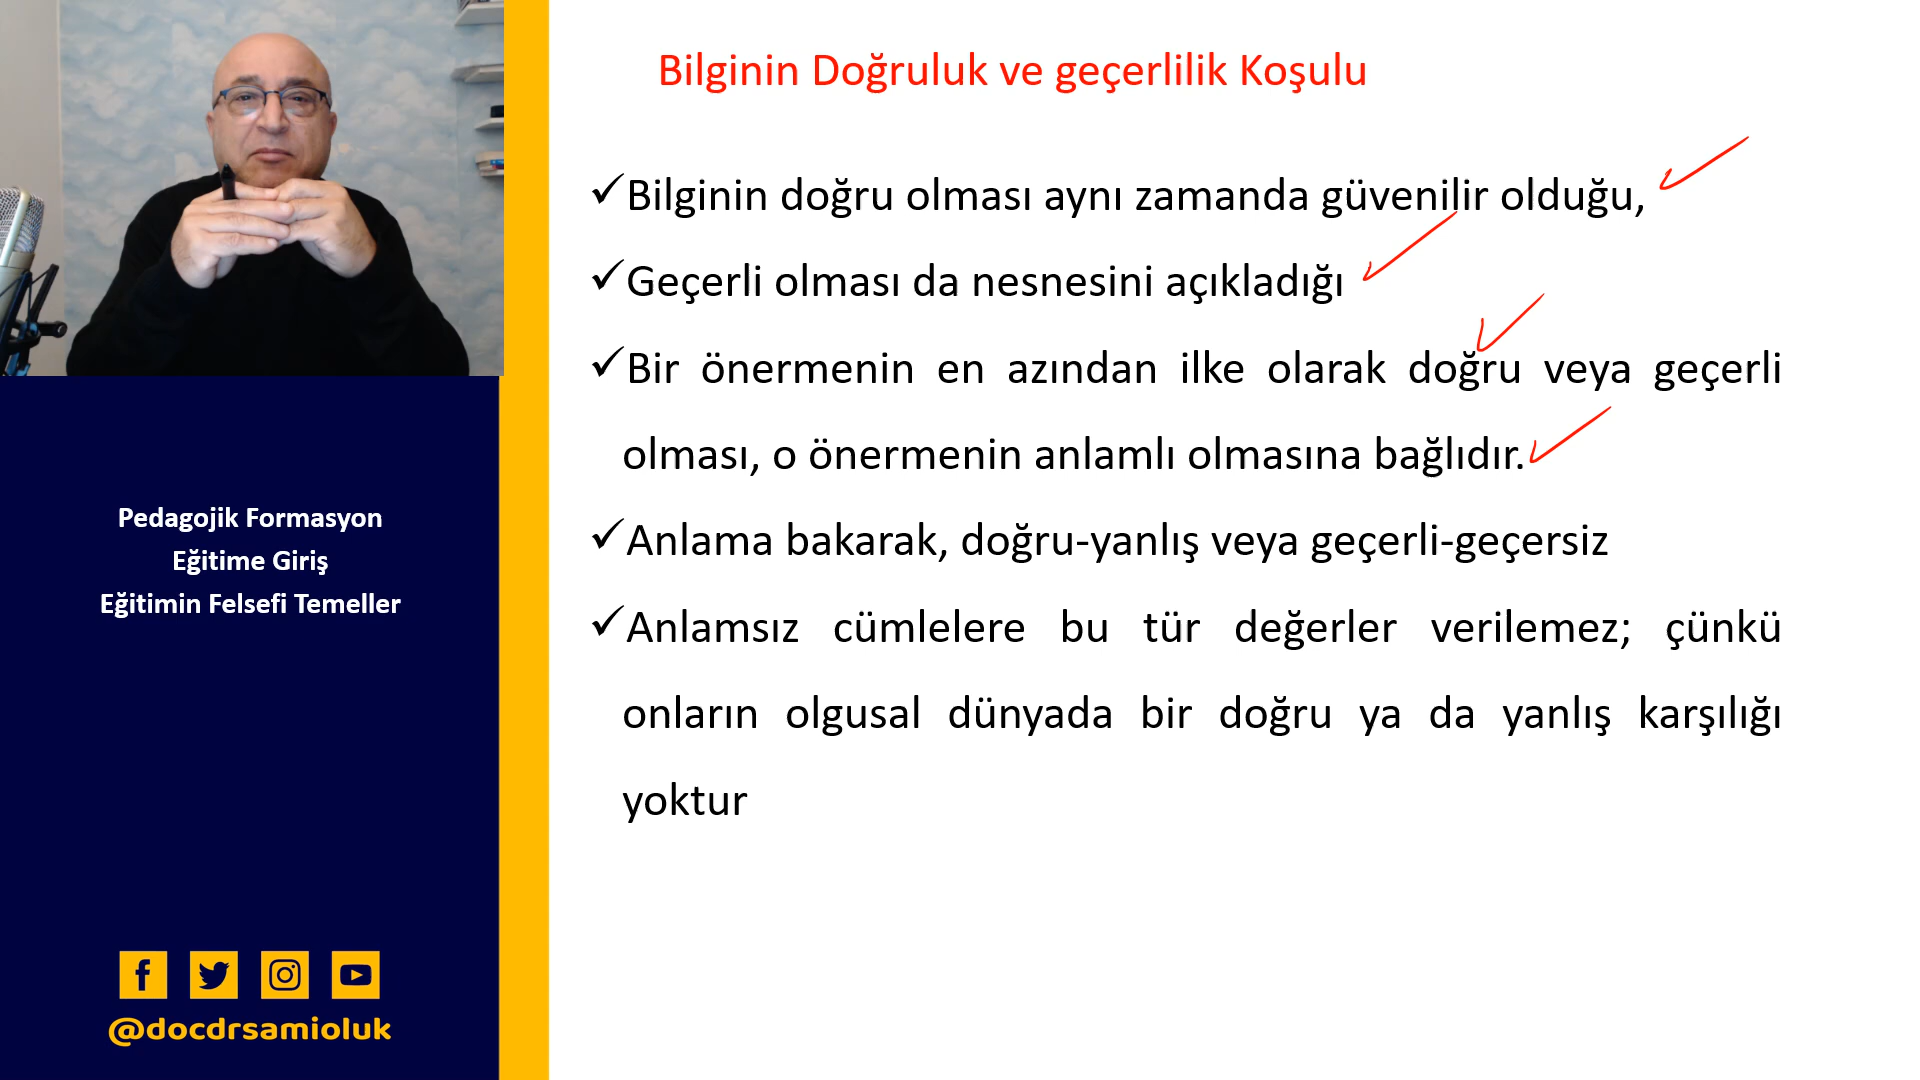 Bilginin Doğruluk ve geçerlilik Koşulu
✓Bilginin doğru olması aynı zamanda güvenilir olduğu,
✓Geçerli olması da nesnesini açıkladığı
✓Bir önermenin en azından ilke olarak doğru veya geçerli
olması, o önermenin anlamlı olmasına bağlıdır.
✓Anlama bakarak, doğru-yanlış veya geçerli-geçersiz
✓Anlamsız cümlelere bu tür değerler verilemez; çünkü
onların olgusal dünyada bir doğru ya da yanlış karşılığı
yoktur
Pedagojik Formasyon
Eğitime Giriş
Eğitimin Felsefi Temeller
@docdrsamioluk